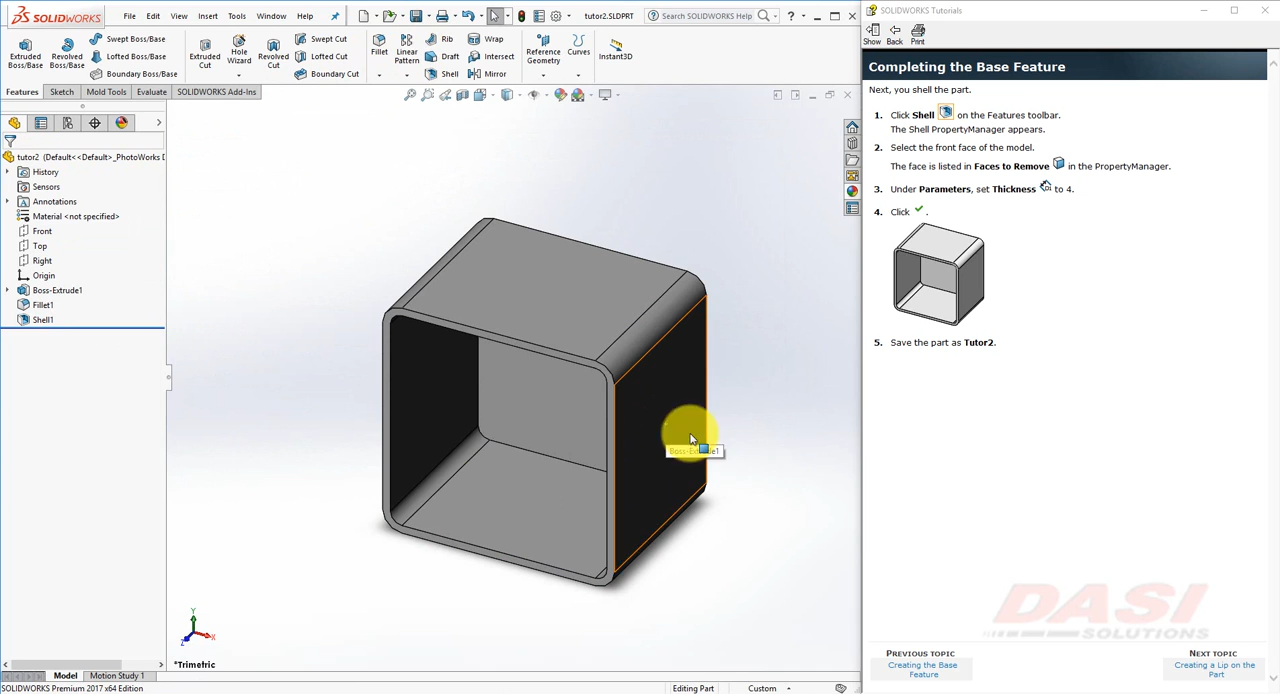 SOLIDWORKS
File Edit View Insert Tools Window Help
tutor2.SLDPRT
Search SOLIDWORKS Help
?
Extruded Boss/Base
Revolved Boss/Base
Swept Boss/Base
Lofted Boss/Base
Boundary Boss/Base
Extruded Cut
Hole Wizard
Revolved Cut
Swept Cut
Lofted Cut
Boundary Cut
Fillet
Linear Pattern
Rib
Draft
Shell
Wrap
Intersect
Mirror
Reference Geometry
Curves
Instant3D
Features Sketch Mold Tools Evaluate SOLIDWORKS Add-Ins
tutor2 (Default<<Default>_PhotoWorks D
History
Sensors
Annotations
Material <not specified>
Front
Top
Right
Origin
Boss-Extrude1
Fillet1
Shell1
Boss-Extrude1
Y
Z
X
*Trimetric
Model Motion Study 1
SOLIDWORKS Premium 2017 x64 Edition
Editing Part
Custom
SOLIDWORKS Tutorials
Show Back Print
Completing the Base Feature
Next, you shell the part.
1. Click Shell on the Features toolbar.
The Shell PropertyManager appears.
2. Select the front face of the model.
The face is listed in Faces to Remove in the PropertyManager.
3. Under Parameters, set Thickness to 4.
4. Click .
5. Save the part as Tutor2.
DASI
SOLUTIONS
PREVIOUS TOPIC
Creating the Base
Feature
NEXT TOPIC
Creating a Lip on the
Part